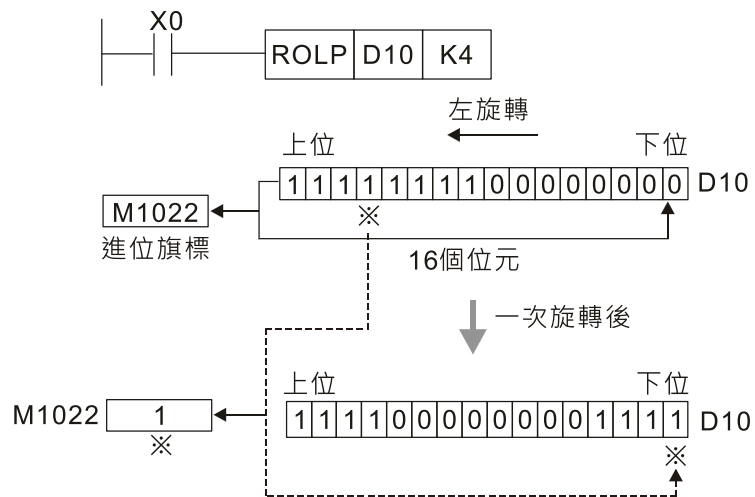 X0
ROLP D10 K4
左旋轉
上位 下位
1 1 1 1 1 1 1 1 0 0 0 0 0 0 0 0 D10
M1022 ※
進位旗標
16個位元
一次旋轉後
上位 下位
M1022 1 1 1 1 1 0 0 0 0 0 0 0 0 1 1 1 1 D10
※ ※